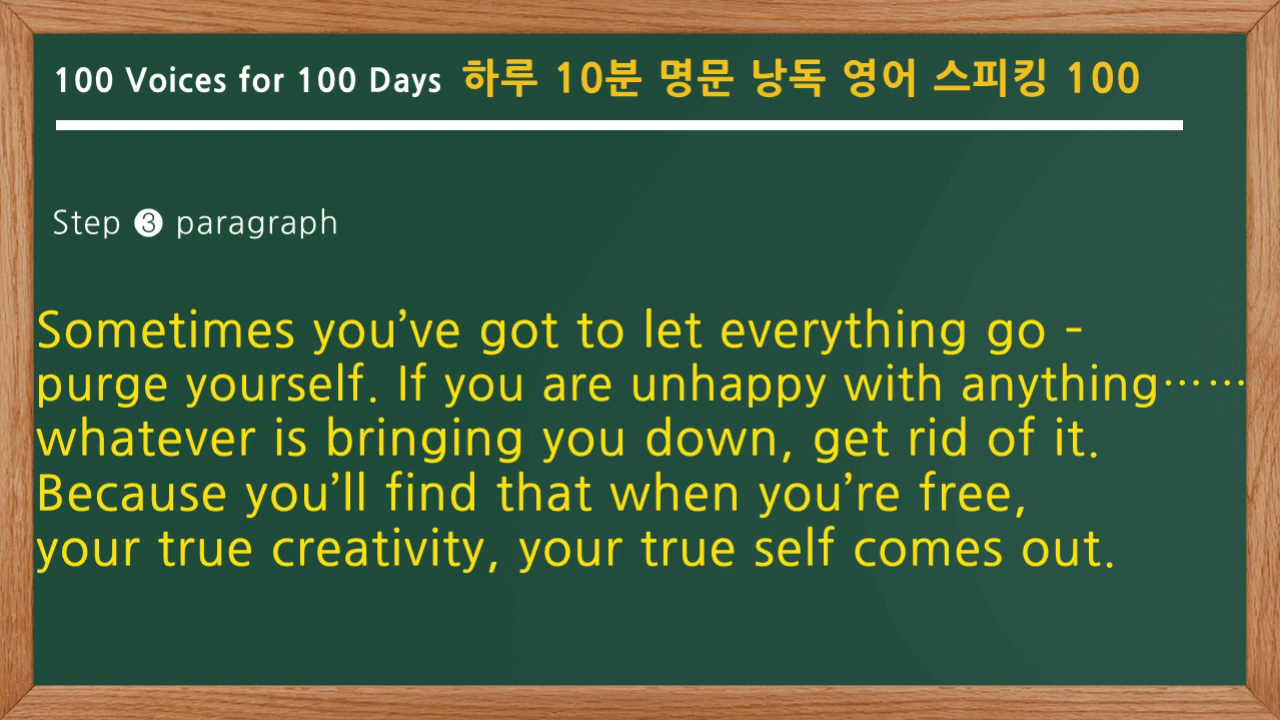 100 Voices for 100 Days 하루 10분 명문 낭독 영어 스피킹 100
Step ❸ paragraph
Sometimes you’ve got to let everything go –
purge yourself. If you are unhappy with anything……
whatever is bringing you down, get rid of it.
Because you’ll find that when you’re free,
your true creativity, your true self comes out.